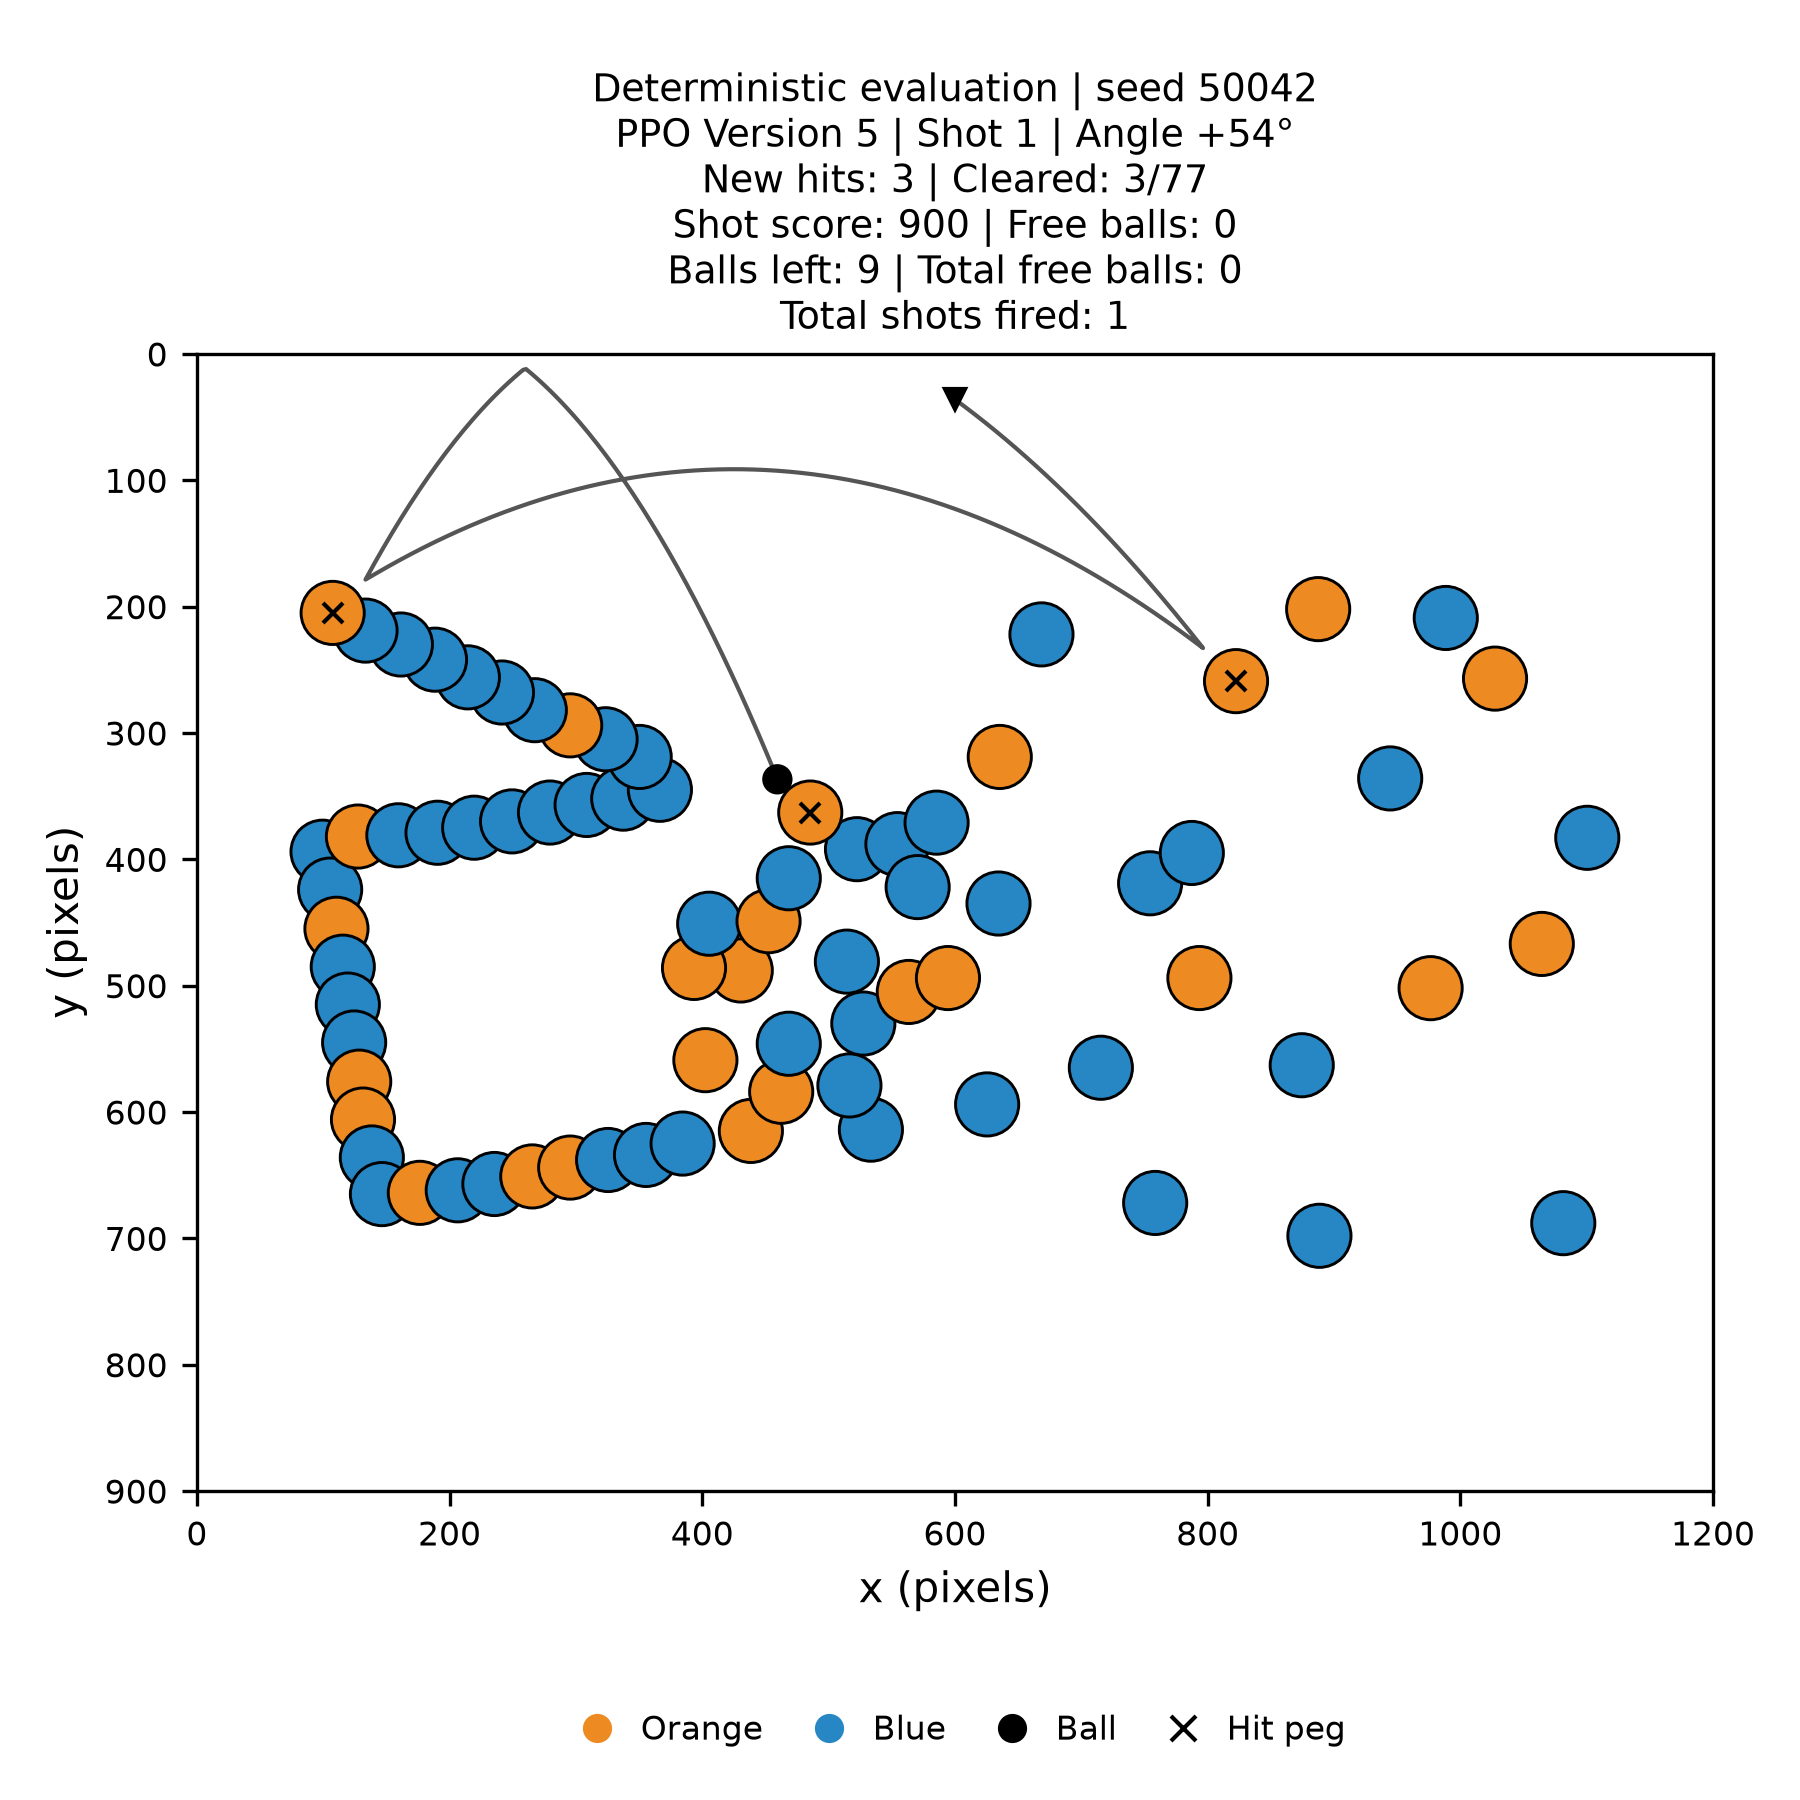 Deterministic evaluation | seed 50042
PPO Version 5 | Shot 1 | Angle +54°
New hits: 3 | Cleared: 3/77
Shot score: 900 | Free balls: 0
Balls left: 9 | Total free balls: 0
Total shots fired: 1
0
100
200
300
400
500
600
700
800
900
y (pixels)
0 200 400 600 800 1000 1200
x (pixels)
Orange Blue Ball Hit peg